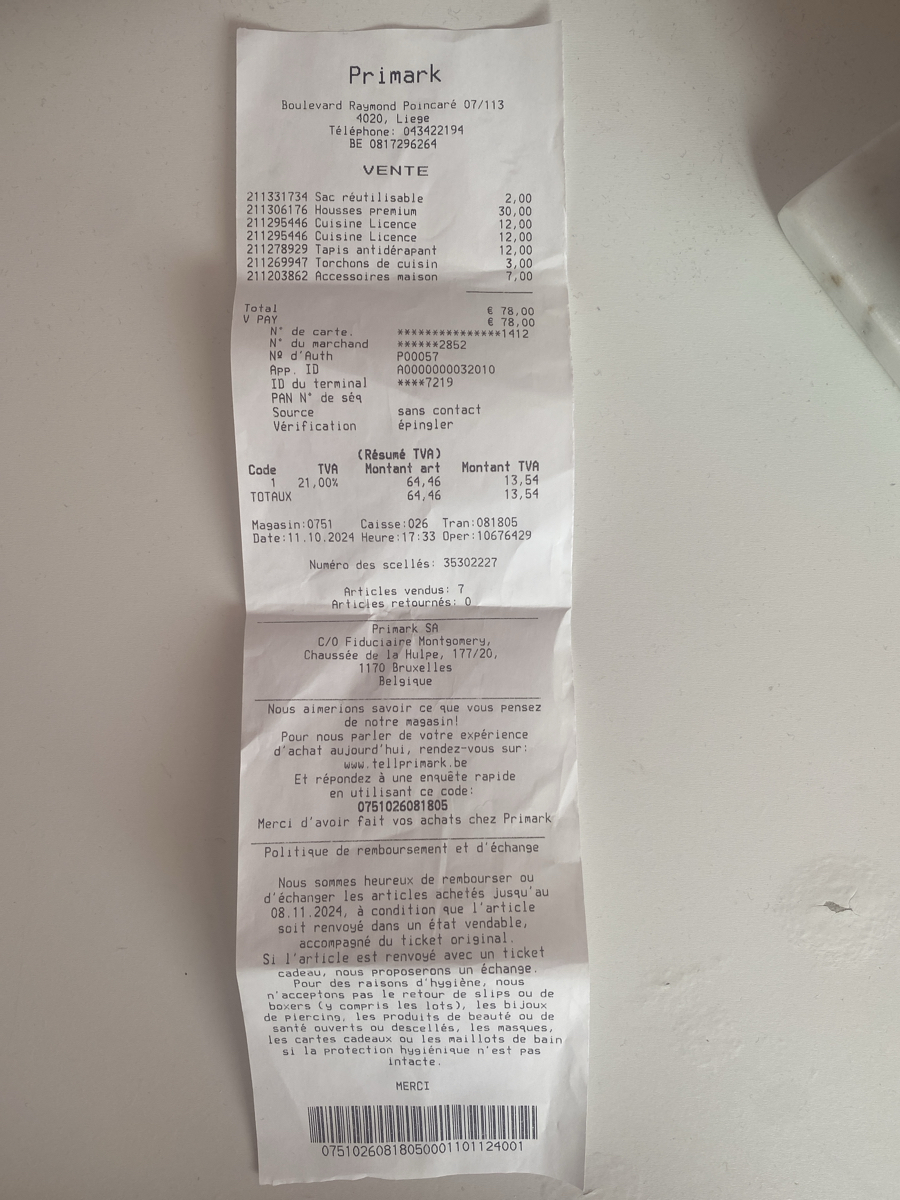 Primark
Boulevard Raymond Poincaré 07/113
4020, Liege
Téléphone: 043422194
BE 0817296264
VENTE
211331734 Sac réutilisable 2,00
211306176 Housses premium 30,00
211295446 Cuisine Licence 12,00
211295446 Cuisine Licence 12,00
211278929 Tapis antidérapant 12,00
211269947 Torchons de cuisin 3,00
211203862 Accessoires maison 7,00
Total € 78,00
V PAY € 78,00
N° de carte. ***************1412
N° du marchand ******2852
Nº d'Auth P00057
App. ID A0000000032010
ID du terminal ****7219
PAN N° de séq
Source sans contact
Vérification épingler
(Résumé TVA)
Code TVA Montant art Montant TVA
1 21,00% 64,46 13,54
TOTAUX 64,46 13,54
Magasin:0751 Caisse:026 Tran:081805
Date:11.10.2024 Heure:17:33 Oper:10676429
Numéro des scellés: 35302227
Articles vendus: 7
Articles retournés: 0
Primark SA
C/O Fiduciaire Montgomery,
Chaussée de la Hulpe, 177/20,
1170 Bruxelles
Belgique
Nous aimerions savoir ce que vous pensez
de notre magasin!
Pour nous parler de votre expérience
d'achat aujourd'hui, rendez-vous sur:
www.tellprimark.be
Et répondez à une enquête rapide
en utilisant ce code:
0751026081805
Merci d'avoir fait vos achats chez Primark
Politique de remboursement et d'échange
Nous sommes heureux de rembourser ou
d'échanger les articles achetés jusqu'au
08.11.2024, à condition que l'article
soit renvoyé dans un état vendable,
accompagné du ticket original.
Si l'article est renvoyé avec un ticket
cadeau, nous proposerons un échange.
Pour des raisons d'hygiène, nous
n'acceptons pas le retour de slips ou de
boxers (y compris les lots), les bijoux
de piercing, les produits de beauté ou de
santé ouverts ou descellés, les masques,
les cartes cadeaux ou les maillots de bain
si la protection hygiénique n'est pas
intacte.
MERCI
07510260818050001101124001